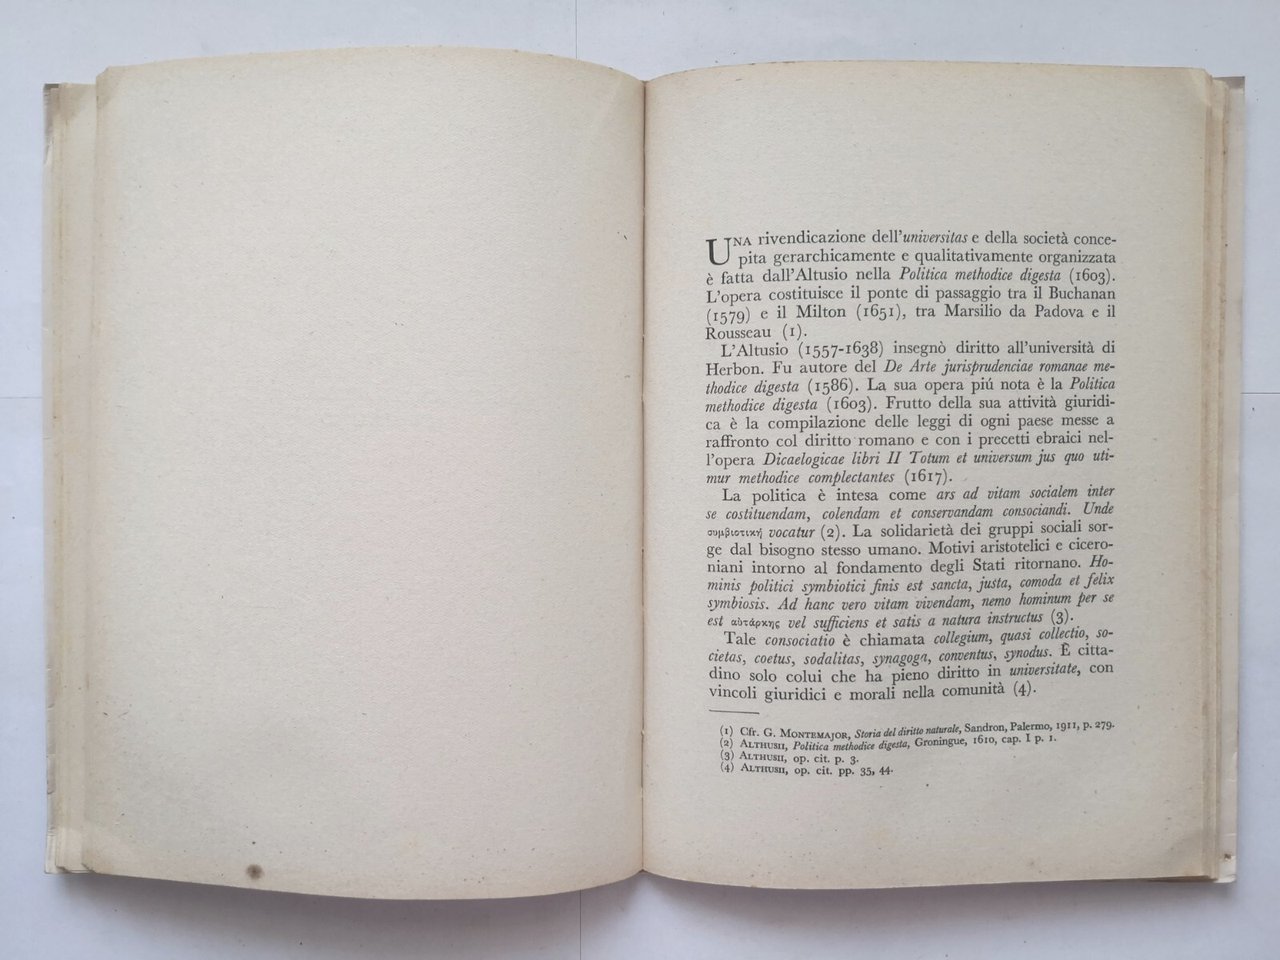 UNA rivendicazione dell'universitas e della società conce-
pita gerarchicamente e qualitativamente organizzata
è fatta dall'Altusio nella Politica methodice digesta (1603).
L'opera costituisce il ponte di passaggio tra il Buchanan
(1579) e il Milton (1651), tra Marsilio da Padova e il
Rousseau (1).
L'Altusio (1557-1638) insegnò diritto all'università di
Herbon. Fu autore del De Arte jurisprudenciae romanae me-
thodice digesta (1586). La sua opera piú nota è la Politica
methodice digesta (1603). Frutto della sua attività giuridi-
ca è la compilazione delle leggi di ogni paese messe a
raffronto col diritto romano e con i precetti ebraici nel-
l'opera Dicaelogicae libri II Totum et universum jus quo uti-
mur methodice complectantes (1617).
La politica è intesa come ars ad vitam socialem inter
se costituendam, colendam et conservandam consociandi. Unde
συμβιοτική vocatur (2). La solidarietà dei gruppi sociali sor-
ge dal bisogno stesso umano. Motivi aristotelici e cicero-
niani intorno al fondamento degli Stati ritornano. Ho-
minis politici symbiotici finis est sancta, justa, comoda et felix
symbiosis. Ad hanc vero vitam vivendam, nemo hominum per se
est αὐτάρκης vel sufficiens et satis a natura instructus (3).
Tale consociatio è chiamata collegium, quasi collectio, so-
cietas, coetus, sodalitas, synagoga, conventus, synodus. È citta-
dino solo colui che ha pieno diritto in universitate, con
vincoli giuridici e morali nella comunità (4).
(1) Cfr. G. MONTEMAJOR, Storia del diritto naturale, Sandron, Palermo, 1911, p. 279.
(2) ALTHUSII, Politica methodice digesta, Groningue, 1610, cap. I p. 1.
(3) ALTHUSII, op. cit. p. 3.
(4) ALTHUSII, op. cit. pp. 35, 44.